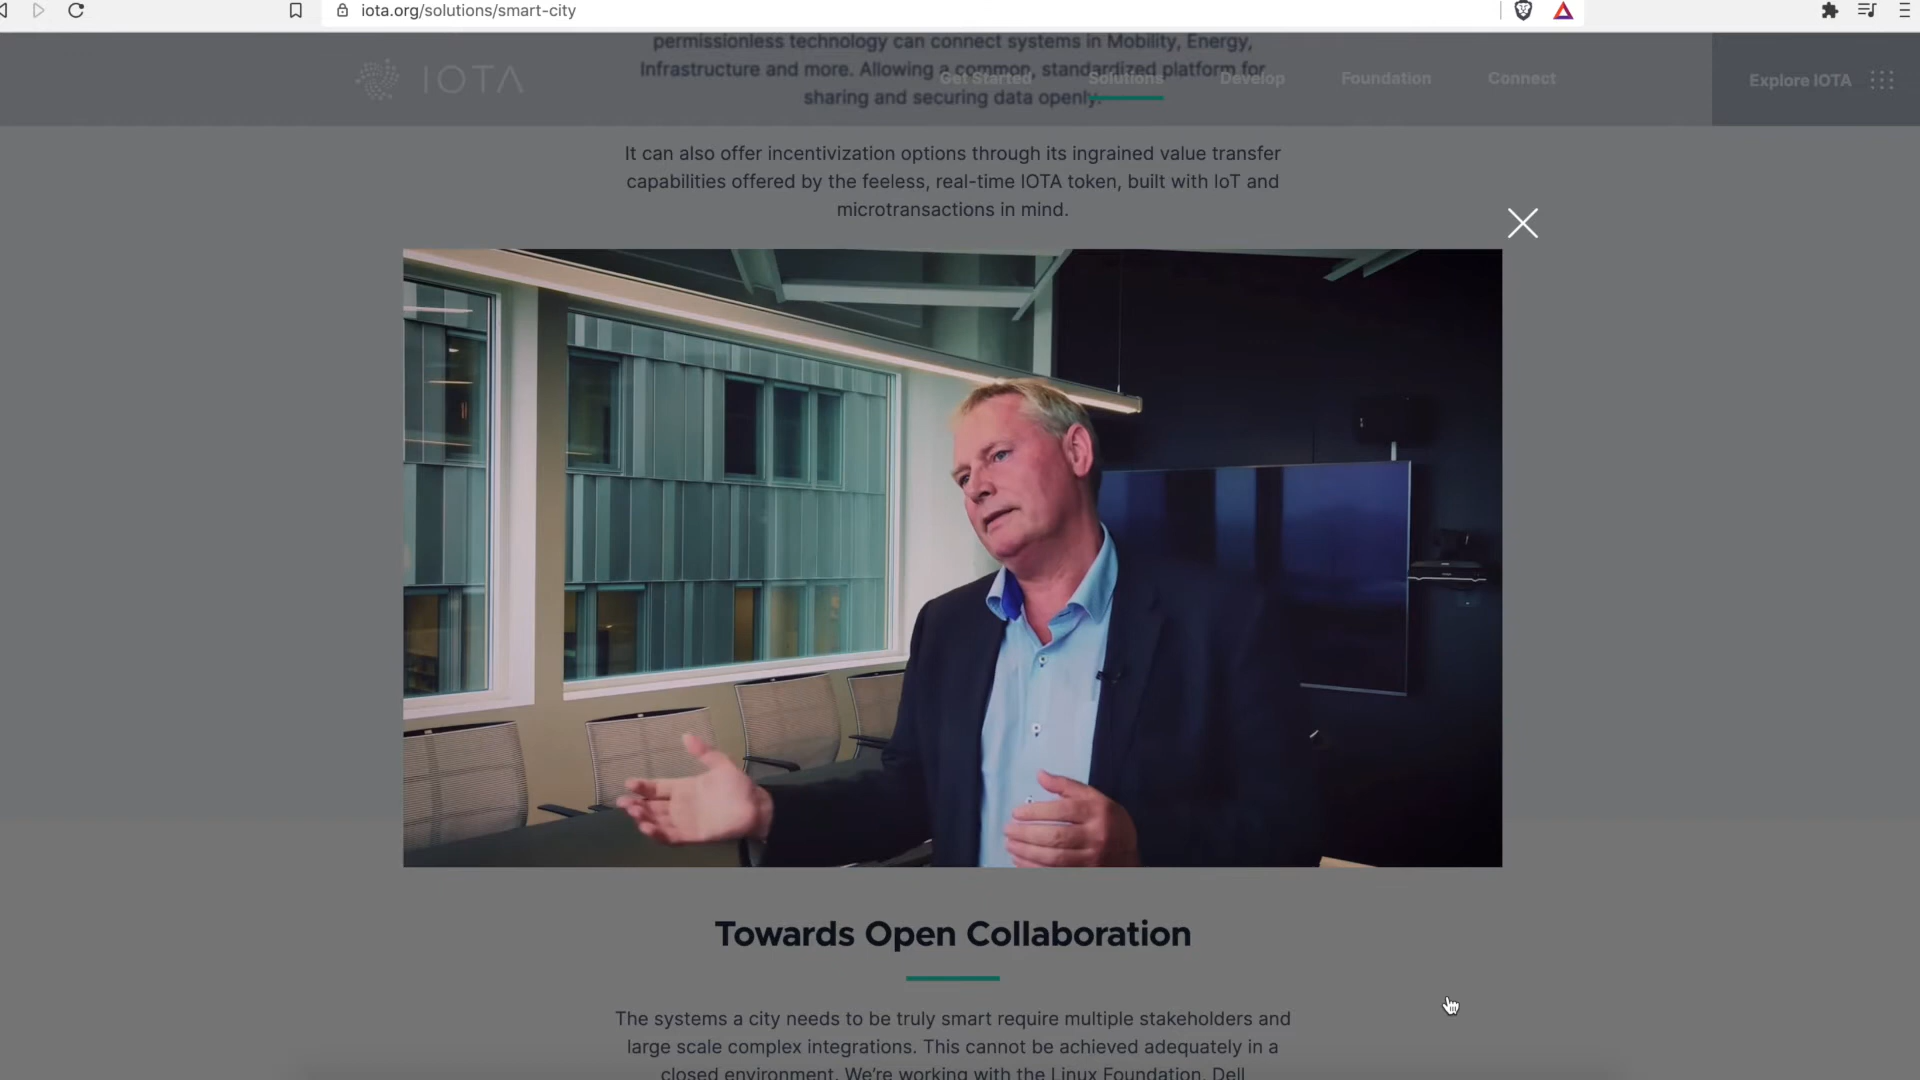 iota.org/solutions/smart-city
permissionless technology can connect systems in Mobility, Energy,
Infrastructure and more. Allowing a common, standardized platform for
sharing and securing data openly.
IOTA
Get Started
Solutions
Develop
Foundation
Connect
Explore IOTA
It can also offer incentivization options through its ingrained value transfer
capabilities offered by the feeless, real-time IOTA token, built with IoT and
microtransactions in mind.
Towards Open Collaboration
The systems a city needs to be truly smart require multiple stakeholders and
large scale complex integrations. This cannot be achieved adequately in a
closed environment. We're working with the Linux Foundation, Dell